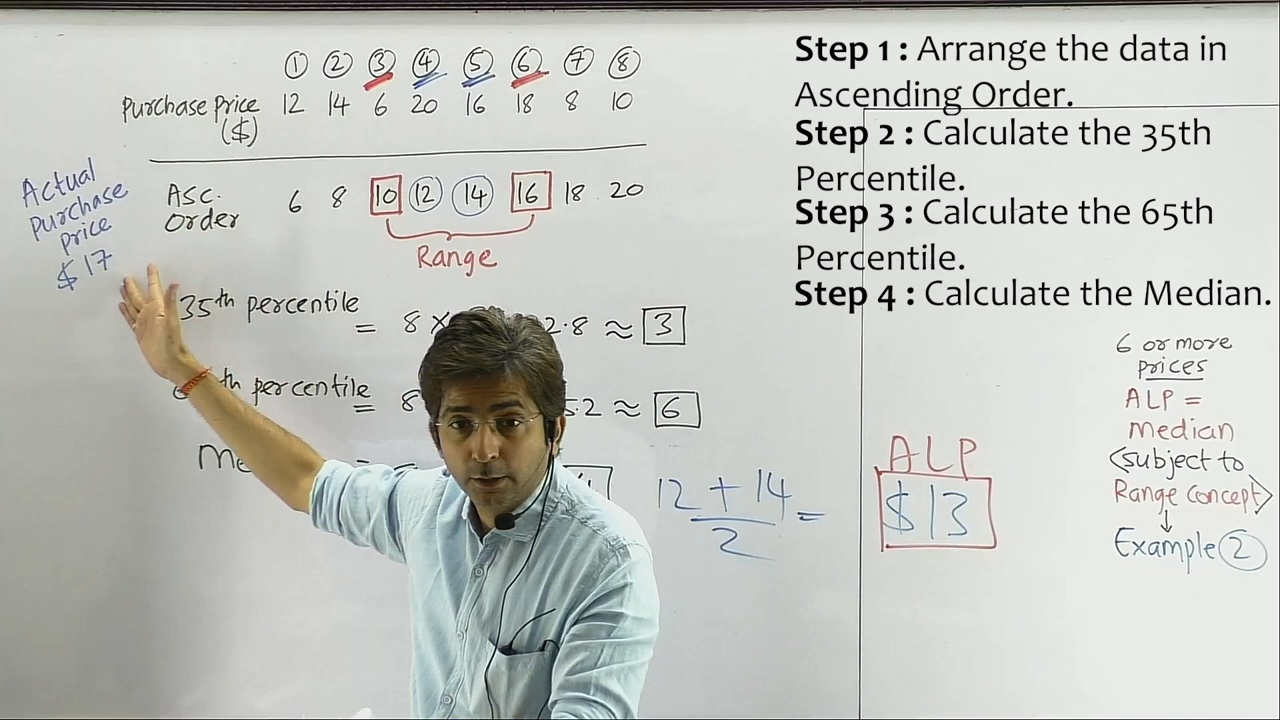 ① ② ③ ④ ⑤ ⑥ ⑦ ⑧
Purchase Price 12 14 6 20 16 18 8 10
($)
Asc. 6 8 10 12 14 16 18 20
Order
Range
Actual
Purchase
Price
$ 17
35th percentile
= 8 × 2.8 ≈ 3
th percentile
= 8 5.2 ≈ 6
12 + 14
2 =
ALP
$ 13
Step 1 : Arrange the data in
Ascending Order.
Step 2 : Calculate the 35th
Percentile.
Step 3 : Calculate the 65th
Percentile.
Step 4 : Calculate the Median.
6 or more
prices
ALP =
median
<subject to
Range concept>
↓
Example ②